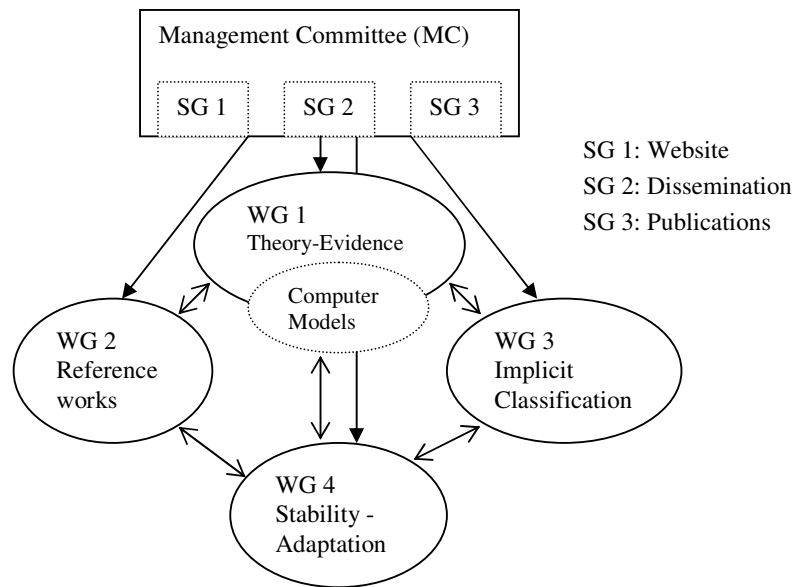 Management Committee (MC)
SG 1
SG 2
SG 3
SG 1: Website
SG 2: Dissemination
SG 3: Publications
WG 1
Theory-Evidence
Computer
Models
WG 2
Reference
works
WG 3
Implicit
Classification
WG 4
Stability -
Adaptation